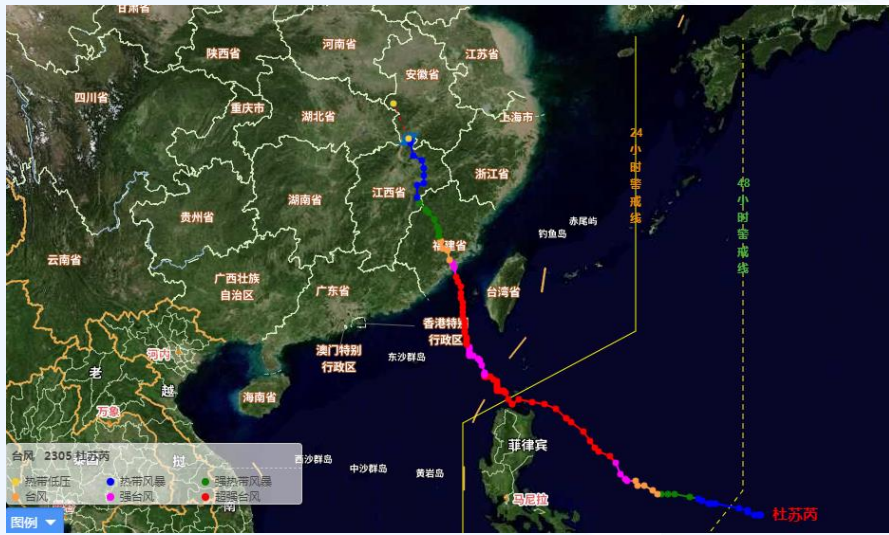 甘肃省
陕西省
河南省
江苏省
安徽省
四川省
重庆市
湖北省
上海市
浙江省
江西省
湖南省
贵州省
福建省
云南省
广西壮族
自治区
广东省
台湾省
钓鱼岛
赤尾屿
24小时警戒线
48小时警戒线
香港特别
行政区
澳门特别
行政区
东沙群岛
河内
老
越
海南省
万象
菲律宾
西沙群岛
中沙群岛
黄岩岛
马尼拉
南
杜苏芮
台风 2305 杜苏芮
热带低压
热带风暴
强热带风暴
台风
强台风
超强台风
图例